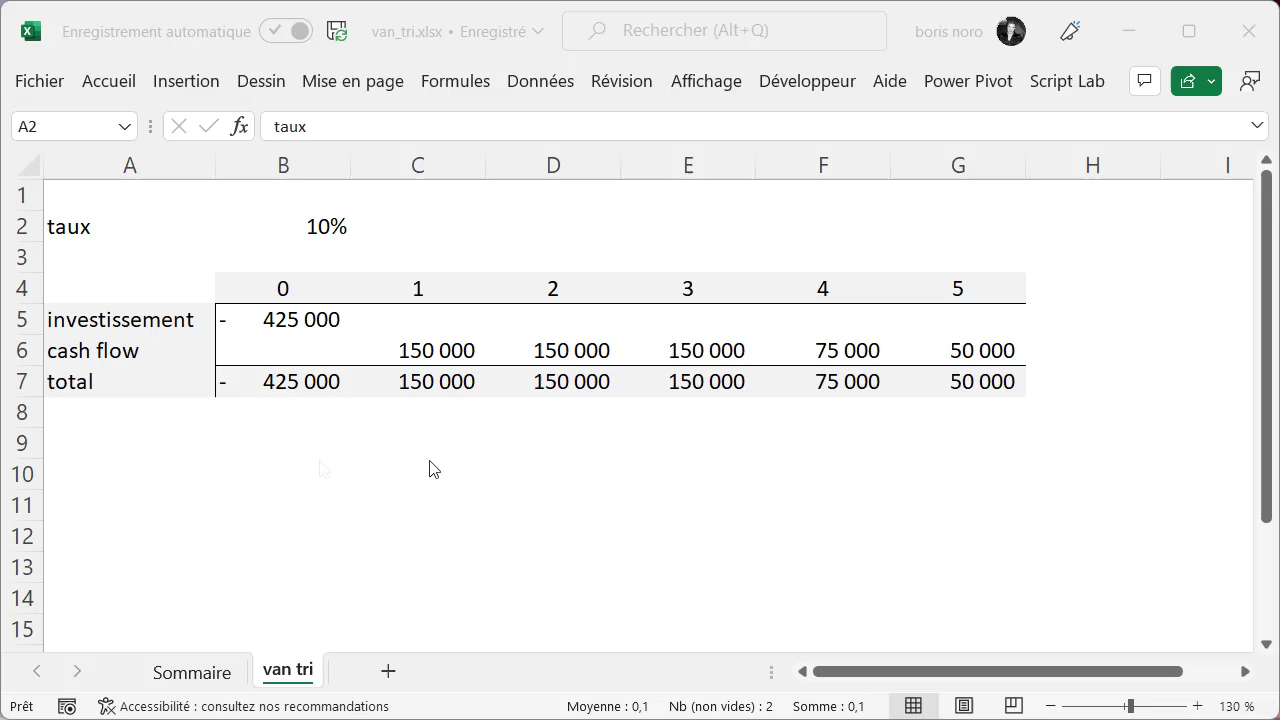 Enregistrement automatique van_tri.xlsx • Enregistré Rechercher (Alt+Q) boris noro
Fichier Accueil Insertion Dessin Mise en page Formules Données Révision Affichage Développeur Aide Power Pivot Script Lab
A2 fx taux
A B C D E F G H I
1
2 taux 10%
3
4 0 1 2 3 4 5
5 investissement - 425 000
6 cash flow 150 000 150 000 150 000 75 000 50 000
7 total - 425 000 150 000 150 000 150 000 75 000 50 000
8
9
10
11
12
13
14
15
Sommaire van tri
Prêt Accessibilité : consultez nos recommandations Moyenne : 0,1 Nb (non vides) : 2 Somme : 0,1 130 %